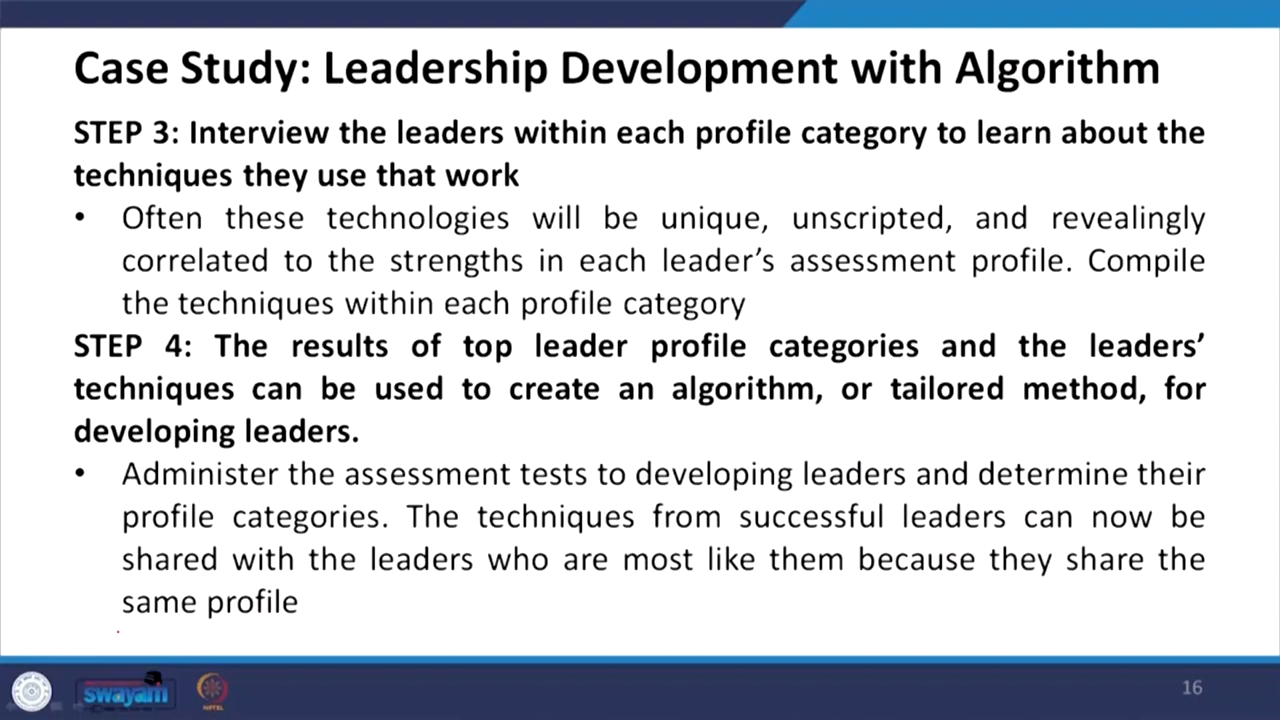 Case Study: Leadership Development with Algorithm
STEP 3: Interview the leaders within each profile category to learn about the
techniques they use that work
• Often these technologies will be unique, unscripted, and revealingly
correlated to the strengths in each leader’s assessment profile. Compile
the techniques within each profile category
STEP 4: The results of top leader profile categories and the leaders’
techniques can be used to create an algorithm, or tailored method, for
developing leaders.
• Administer the assessment tests to developing leaders and determine their
profile categories. The techniques from successful leaders can now be
shared with the leaders who are most like them because they share the
same profile
swayam
NPTEL
16